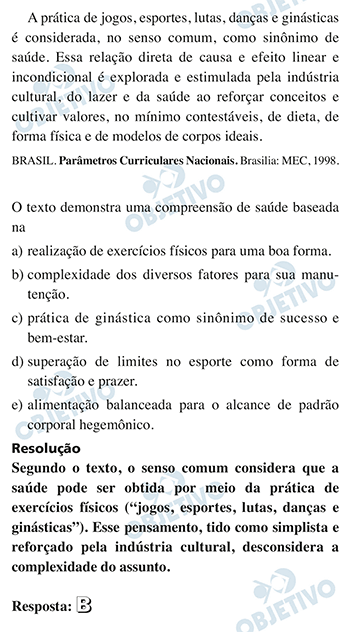 A prática de jogos, esportes, lutas, danças e ginásticas
é considerada, no senso comum, como sinônimo de
saúde. Essa relação direta de causa e efeito linear e
incondicional é explorada e estimulada pela indústria
cultural, do lazer e da saúde ao reforçar conceitos e
cultivar valores, no mínimo contestáveis, de dieta, de
forma física e de modelos de corpos ideais.
BRASIL. Parâmetros Curriculares Nacionais. Brasilia: MEC, 1998.
O texto demonstra uma compreensão de saúde baseada
na
a) realização de exercícios físicos para uma boa forma.
b) complexidade dos diversos fatores para sua manu-
tenção.
c) prática de ginástica como sinônimo de sucesso e
bem-estar.
d) superação de limites no esporte como forma de
satisfação e prazer.
e) alimentação balanceada para o alcance de padrão
corporal hegemônico.
Resolução
Segundo o texto, o senso comum considera que a
saúde pode ser obtida por meio da prática de
exercícios físicos (“jogos, esportes, lutas, danças e
ginásticas”). Esse pensamento, tido como simplista e
reforçado pela indústria cultural, desconsidera a
complexidade do assunto.
Resposta: B
OBJETIVO
OBJETIVO
OBJETIVO
OBJETIVO
OBJETIVO
OBJETIVO
OBJETIVO
OBJETIVO